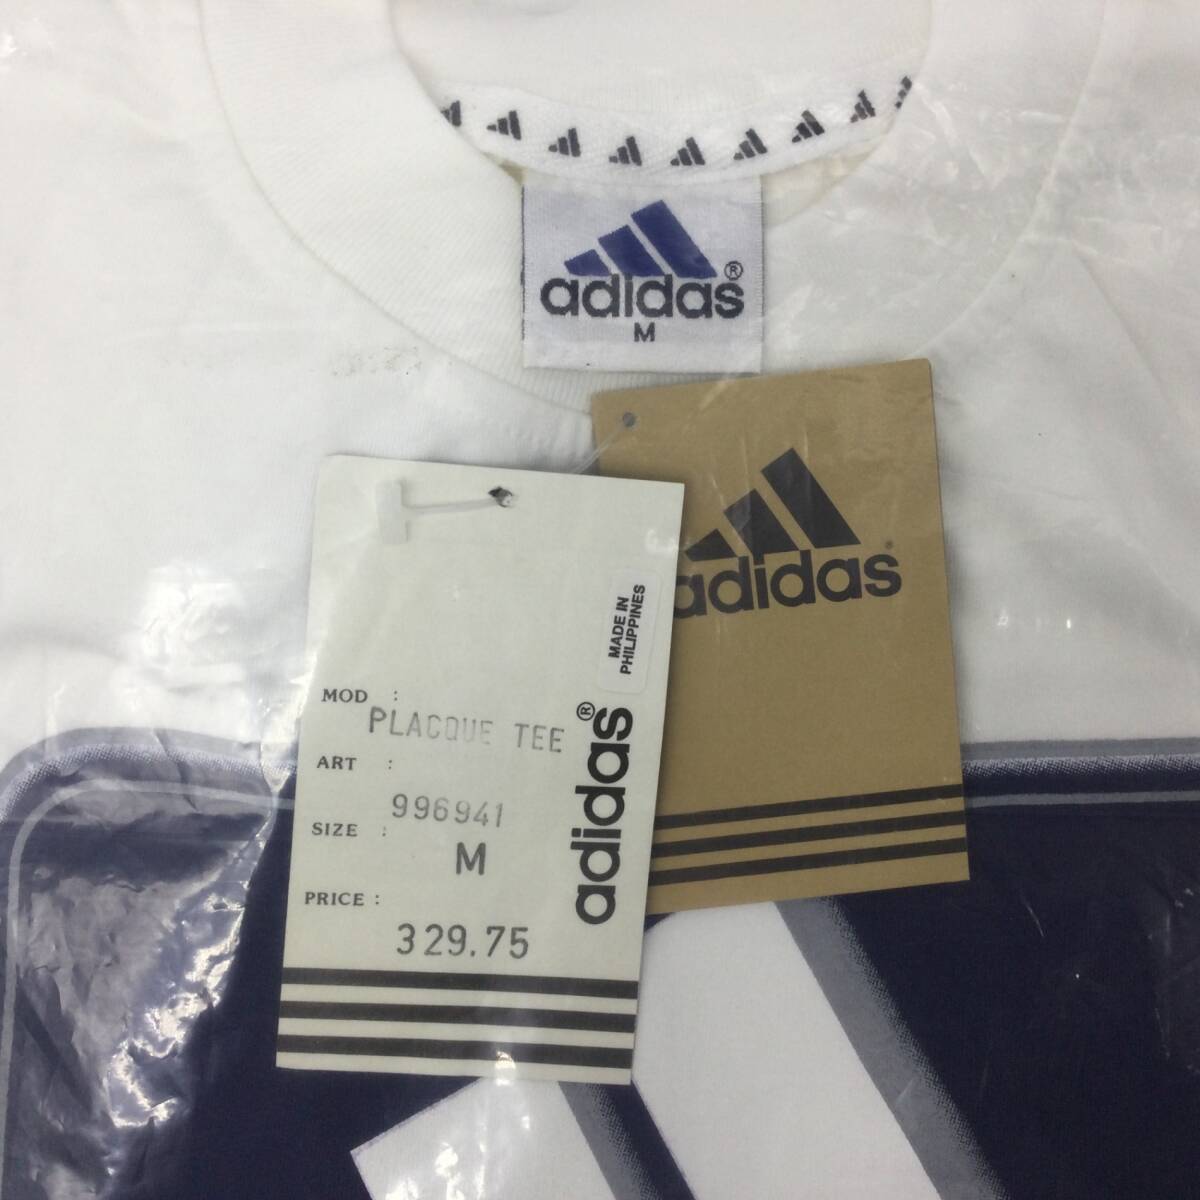 adidas®
M
adidas
MADE IN
PHILIPPINES
MOD :
PLACQUE TEE
ART :
996941
SIZE :
M
PRICE :
329.75
adidas®